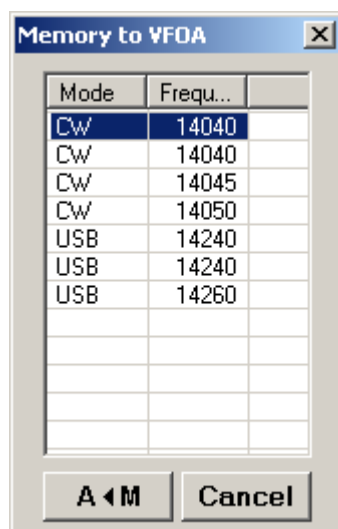 Memory to VFOA
Mode Frequ...
CW 14040
CW 14040
CW 14045
CW 14050
USB 14240
USB 14240
USB 14260
A◂M Cancel